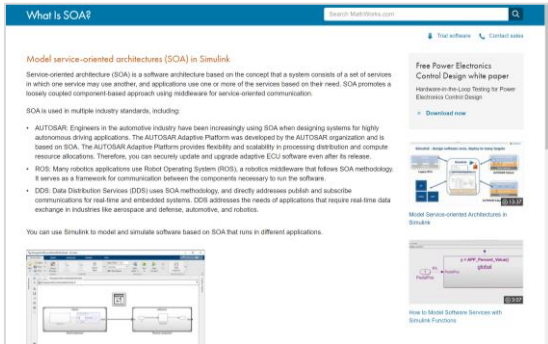 What Is SOA?
Search MathWorks.com
Trial software
Contact sales
Model service-oriented architectures (SOA) in Simulink
Service-oriented architecture (SOA) is a software architecture based on the concept that a system consists of a set of services
in which one service may use another, and applications use one or more of the services based on their need. SOA promotes a
loosely coupled component-based approach using middleware for service-oriented communication.
SOA is used in multiple industry standards, including:
• AUTOSAR: Engineers in the automotive industry have been increasingly using SOA when designing systems for highly
autonomous driving applications. The AUTOSAR Adaptive Platform was developed by the AUTOSAR organization and is
based on SOA. The AUTOSAR Adaptive Platform provides flexibility and scalability in processing distribution and compute
resource allocations. Therefore, you can securely update and upgrade adaptive ECU software even after its release.
• ROS: Many robotics applications use Robot Operating System (ROS), a robotics middleware that follows SOA methodology.
It serves as a framework for communication between the components necessary to run the software.
• DDS: Data Distribution Services (DDS) uses SOA methodology, and directly addresses publish and subscribe
communications for real-time and embedded systems. DDS addresses the needs of applications that require real-time data
exchange in industries like aerospace and defense, automotive, and robotics.
You can use Simulink to model and simulate software based on SOA that runs in different applications.
Free Power Electronics
Control Design white paper
Hardware-in-the-Loop Testing for Power
Electronics Control Design
Download now
Simulink - design software once, deploy to many targets
13:37
Model Service-oriented Architectures in
Simulink
global
3:07
How to Model Software Services with
Simulink Functions